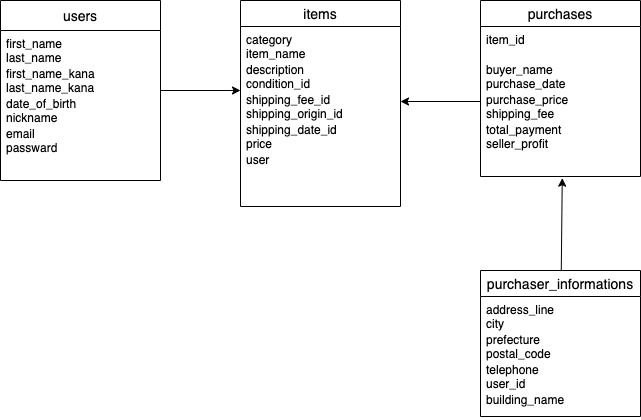 users
first_name
last_name
first_name_kana
last_name_kana
date_of_birth
nickname
email
passward
items
category
item_name
description
condition_id
shipping_fee_id
shipping_origin_id
shipping_date_id
price
user
purchases
item_id
buyer_name
purchase_date
purchase_price
shipping_fee
total_payment
seller_profit
purchaser_informations
address_line
city
prefecture
postal_code
telephone
user_id
building_name